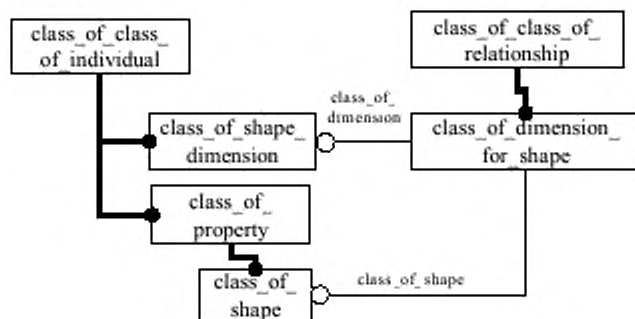 class_of_class_
of_individual
class_of_class_of_
relationship
class_of_
dimension
class_of_shape_
dimension
class_of_dimension_
for_shape
class_of_
property
class_of_
shape
class_of_shape